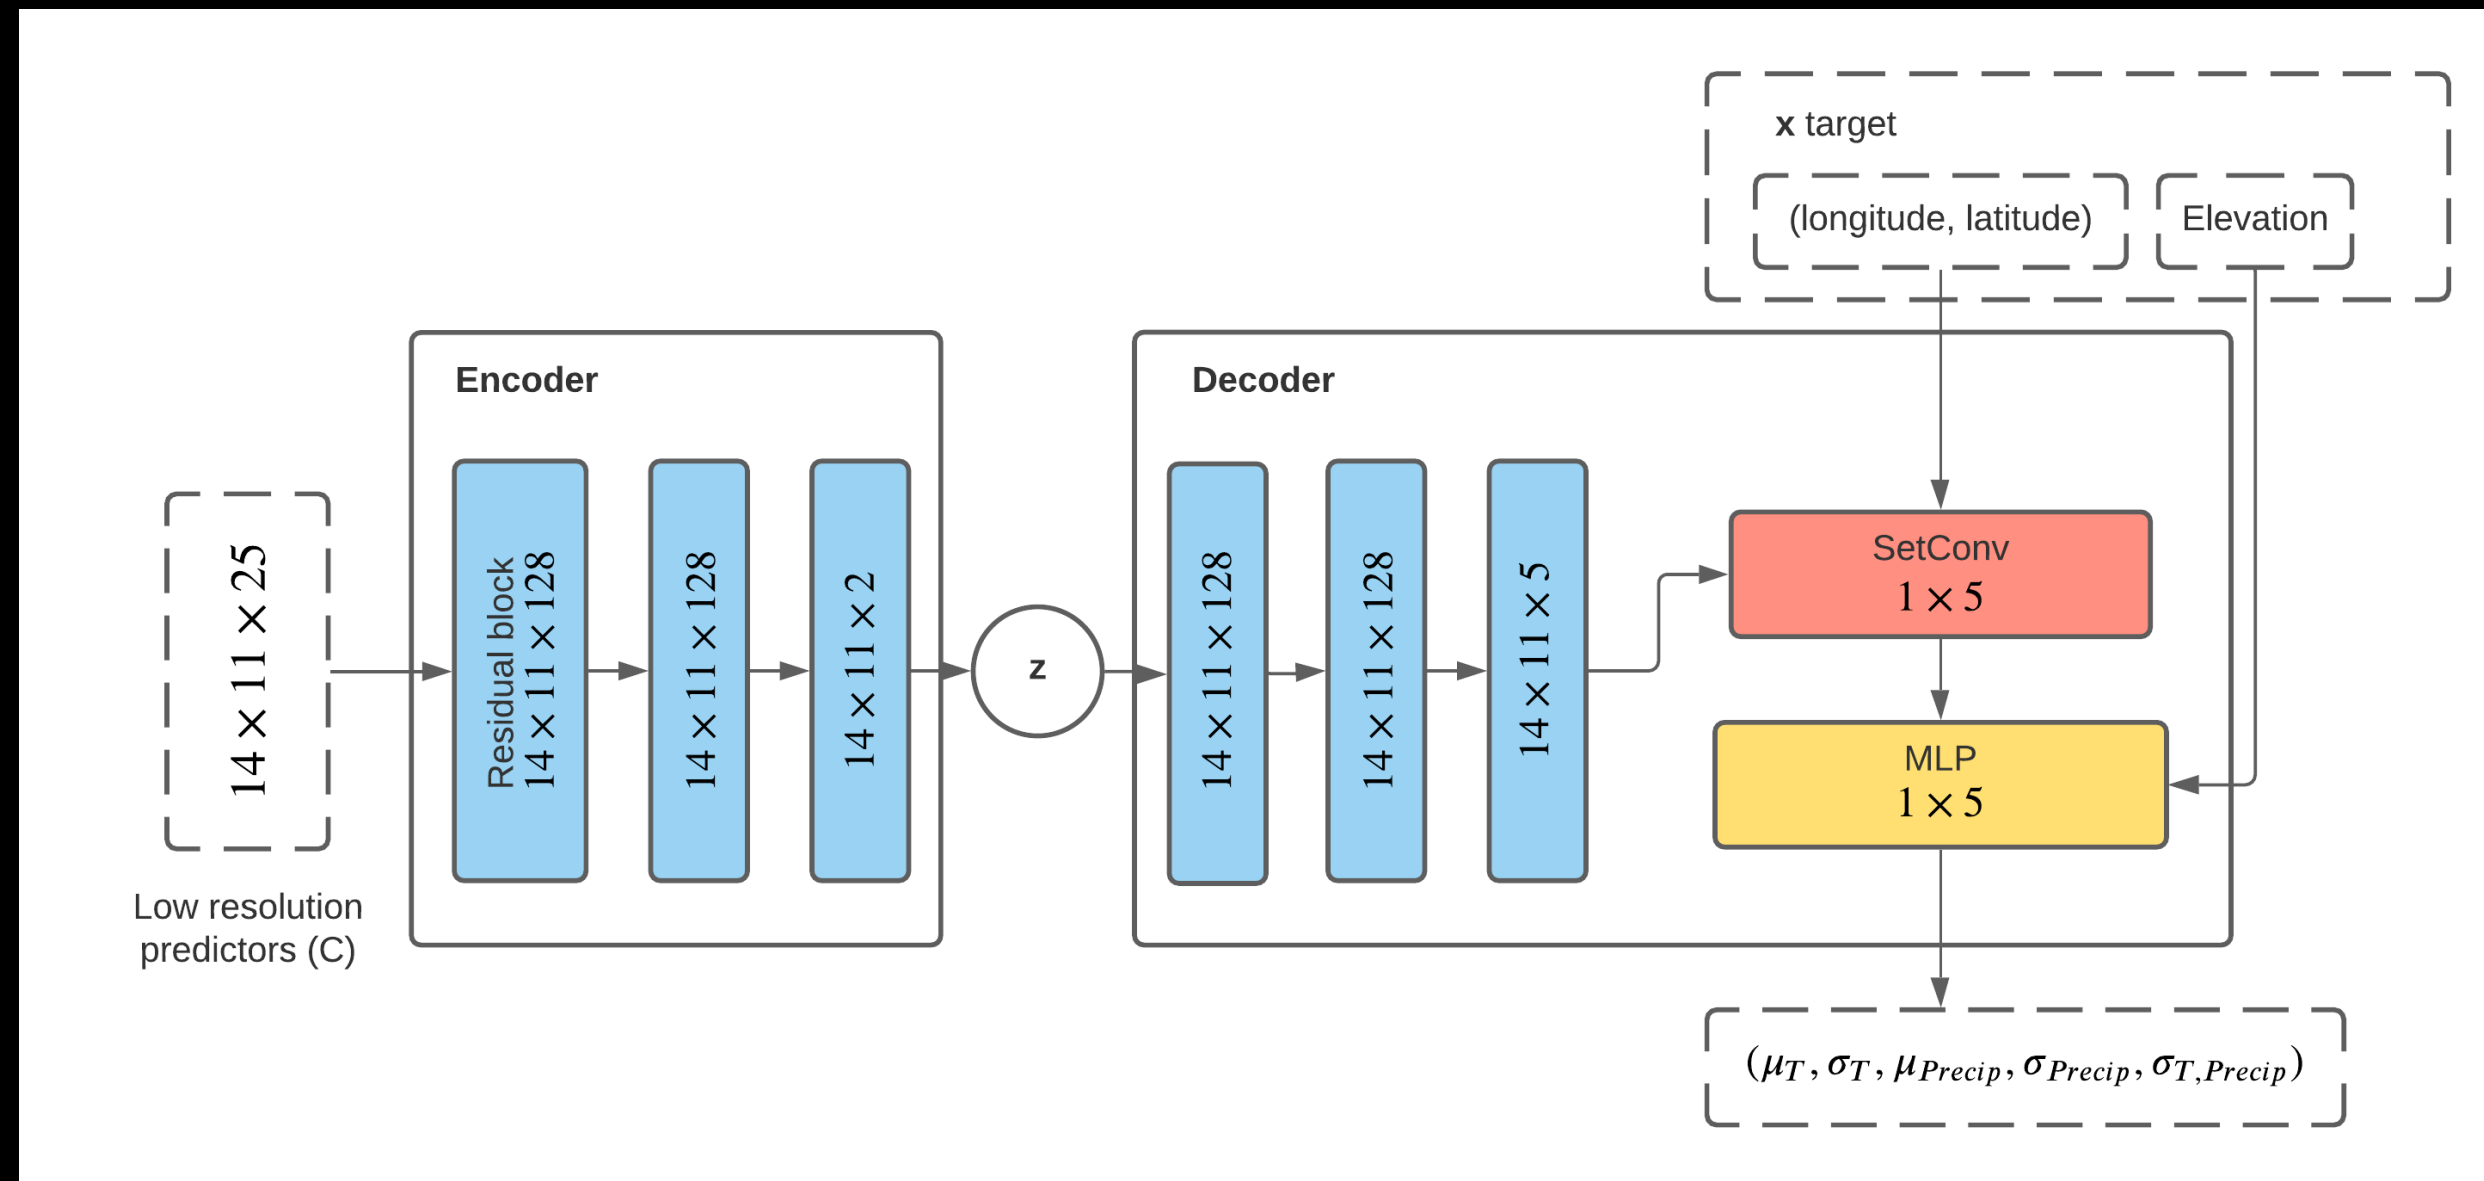 x target
(longitude, latitude)
Elevation
Encoder
Decoder
14 × 11 × 25
Low resolution
predictors (C)
Residual block
14 × 11 × 128
14 × 11 × 128
14 × 11 × 2
z
14 × 11 × 128
14 × 11 × 128
14 × 11 × 5
SetConv
1 × 5
MLP
1 × 5
(μ_T, σ_T, μ_Precip, σ_Precip, σ_T,Precip)